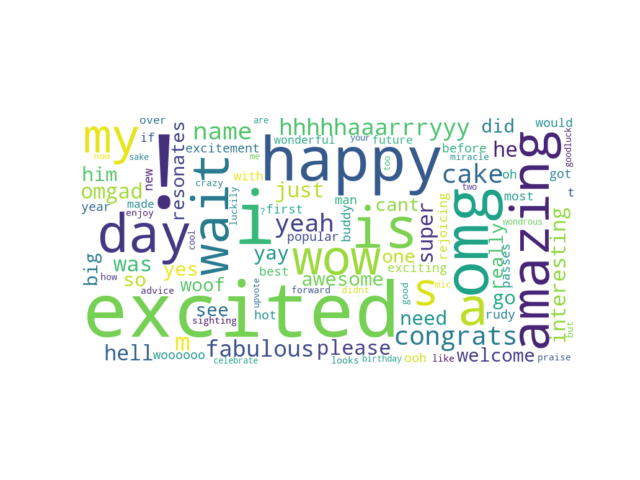 over
are
my
if
!
resonates
name
hhhhhaaarrryyy
did
would
your
wonderful
future
before
he
miracle
goodluck
excitement
happy
him
now
sake
new
wait
me
with
too
cake
oh
got
t
omgad
crazy
luckily
just
man
cant
super
rejoicing
omg
two
most
amazing
year
made
enjoy
day
cool
i
?
first
yeah
buddy
is
wondrous
interesting
popular
really
big
was
yes
yay
wow
one
exciting
passes
how
so
woof
best
awesome
s
a
go
but
advice
excited
forward
didnt
good
mic
rudy
sighting
see
upvote
hot
need
congrats
m
hell
woooooo
fabulous
please
ooh
like
welcome
praise
celebrate
looks
birthday